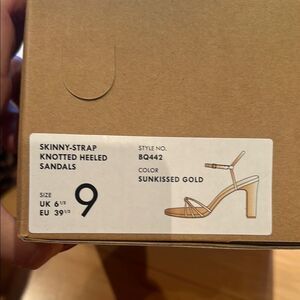 SKINNY-STRAP
KNOTTED HEELED
SANDALS
STYLE NO.
BQ442
COLOR
SUNKISSED GOLD
SIZE
UK 6 1/2
EU 39 1/2
9